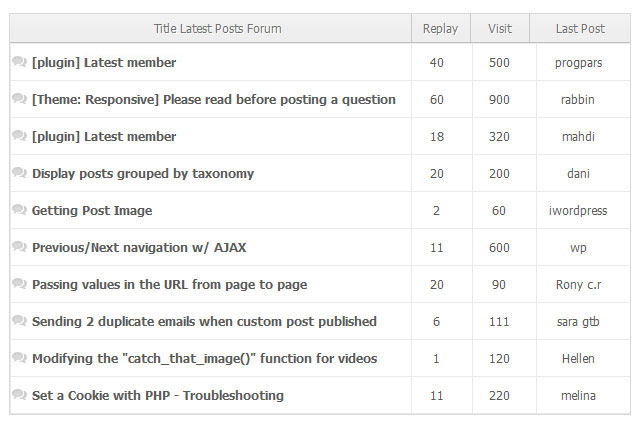 Title Latest Posts Forum Replay Visit Last Post
[plugin] Latest member 40 500 progpars
[Theme: Responsive] Please read before posting a question 60 900 rabbin
[plugin] Latest member 18 320 mahdi
Display posts grouped by taxonomy 20 200 dani
Getting Post Image 2 60 iwordpress
Previous/Next navigation w/ AJAX 11 600 wp
Passing values in the URL from page to page 20 90 Rony c.r
Sending 2 duplicate emails when custom post published 6 111 sara gtb
Modifying the "catch_that_image()" function for videos 1 120 Hellen
Set a Cookie with PHP - Troubleshooting 11 220 melina